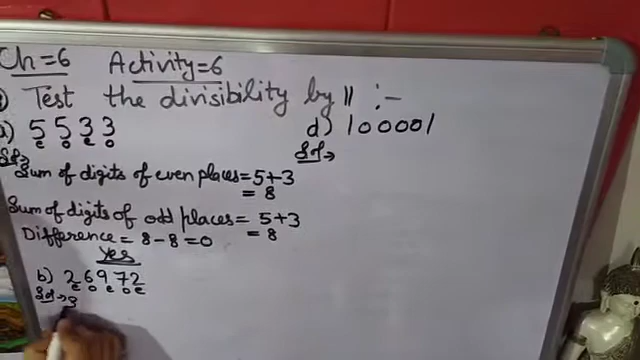 Ch=6 Activity=6
Test the divisibility by 11 :-
a) 5 5 3 3
e o e o
Sol→
Sum of digits of even places = 5+3
= 8
Sum of digits of odd places = 5+3
= 8
Difference = 8-8=0
Yes
b) 2 6 9 7 2
e o e o e
Sol→ S
d) 100001
Sol→